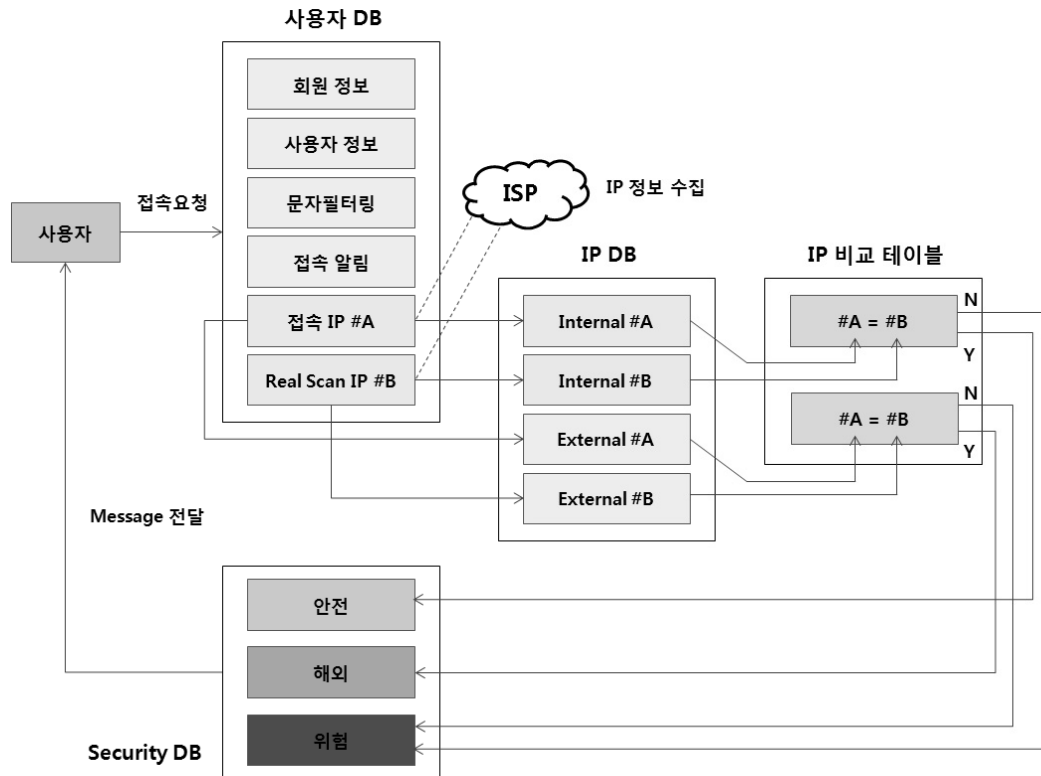 사용자 DB
회원 정보
사용자 정보
문자필터링
접속 알림
접속 IP #A
Real Scan IP #B
접속요청
사용자
ISP
IP 정보 수집
IP DB
Internal #A
Internal #B
External #A
External #B
IP 비교 테이블
#A = #B
N
Y
#A = #B
N
Y
Message 전달
안전
해외
위험
Security DB